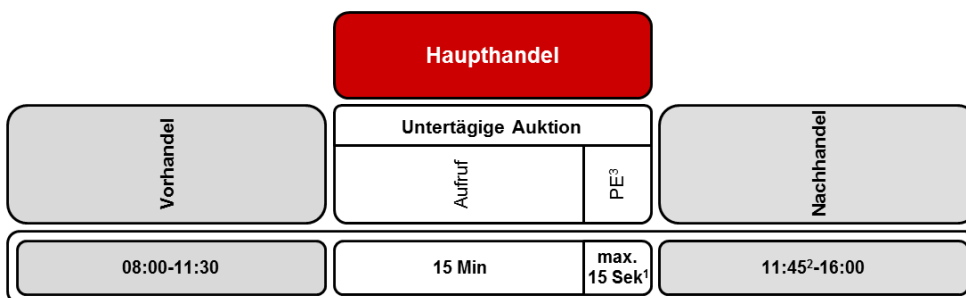 Haupthandel
Vorhandel
Untertägige Auktion
Aufruf
PE³
Nachhandel
08:00-11:30
15 Min
max.
15 Sek¹
11:45²-16:00